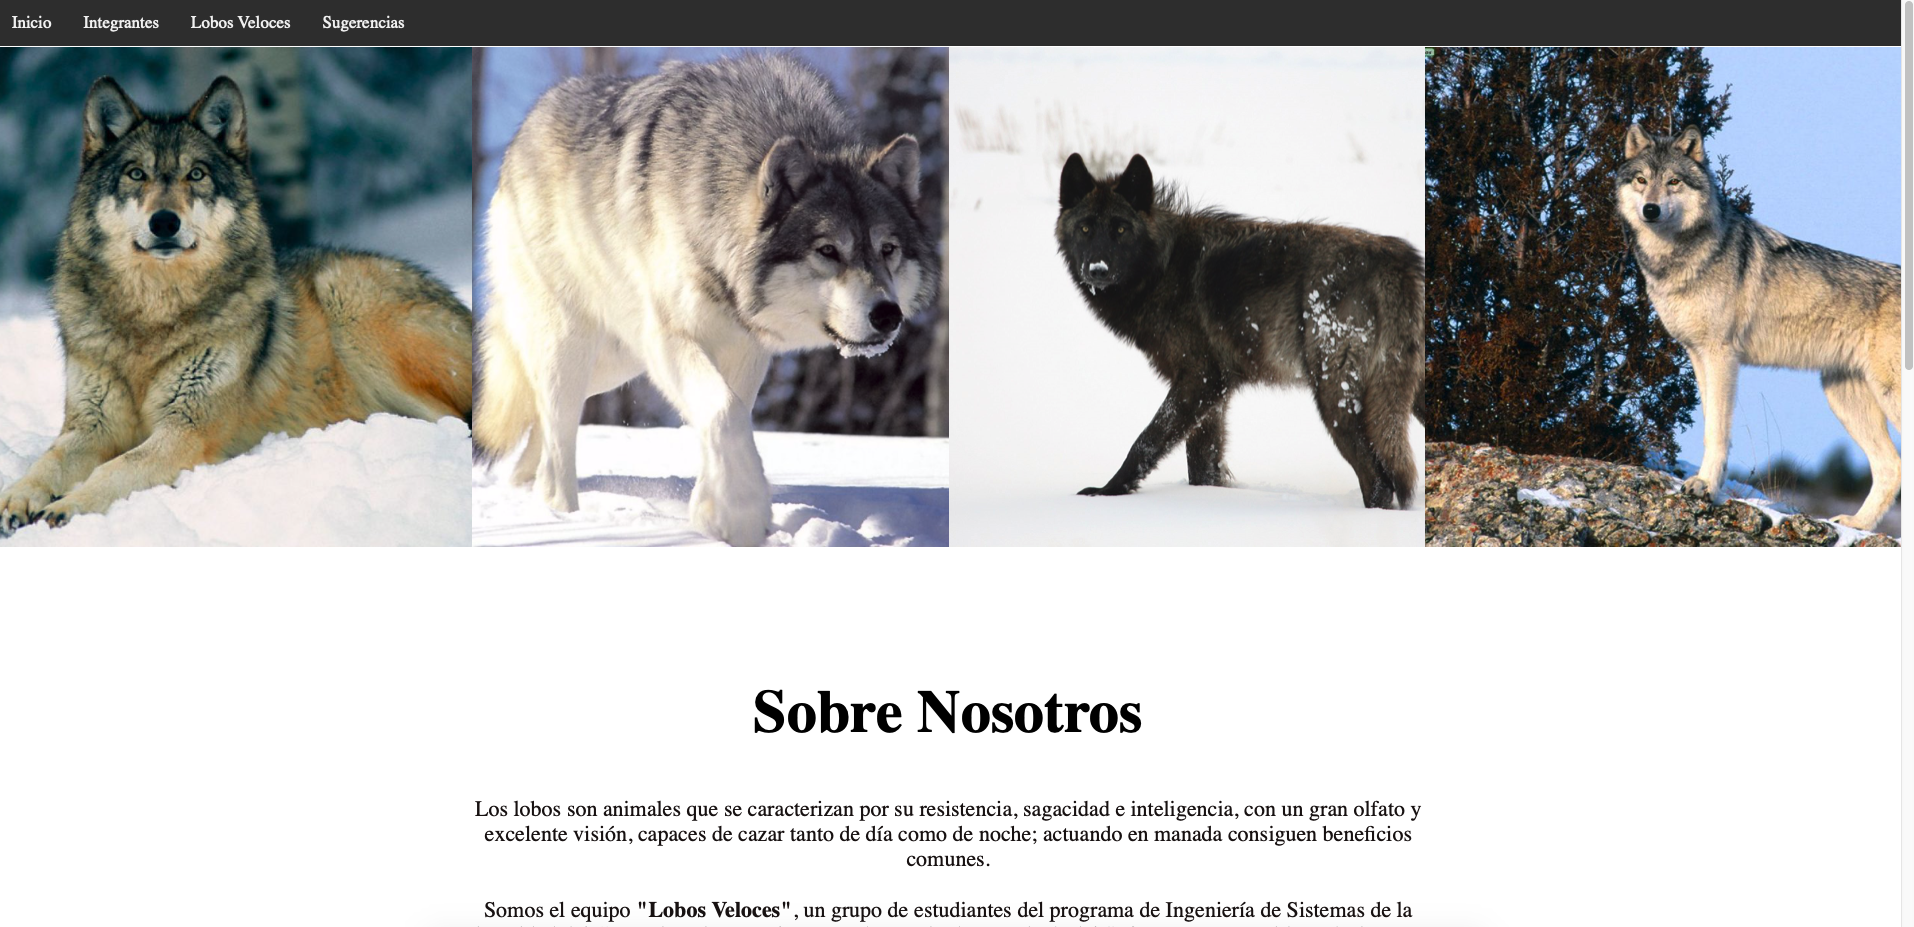 Inicio Integrantes Lobos Veloces Sugerencias
Sobre Nosotros
Los lobos son animales que se caracterizan por su resistencia, sagacidad e inteligencia, con un gran olfato y
excelente visión, capaces de cazar tanto de día como de noche; actuando en manada consiguen beneficios
comunes.
Somos el equipo "Lobos Veloces", un grupo de estudiantes del programa de Ingeniería de Sistemas de la